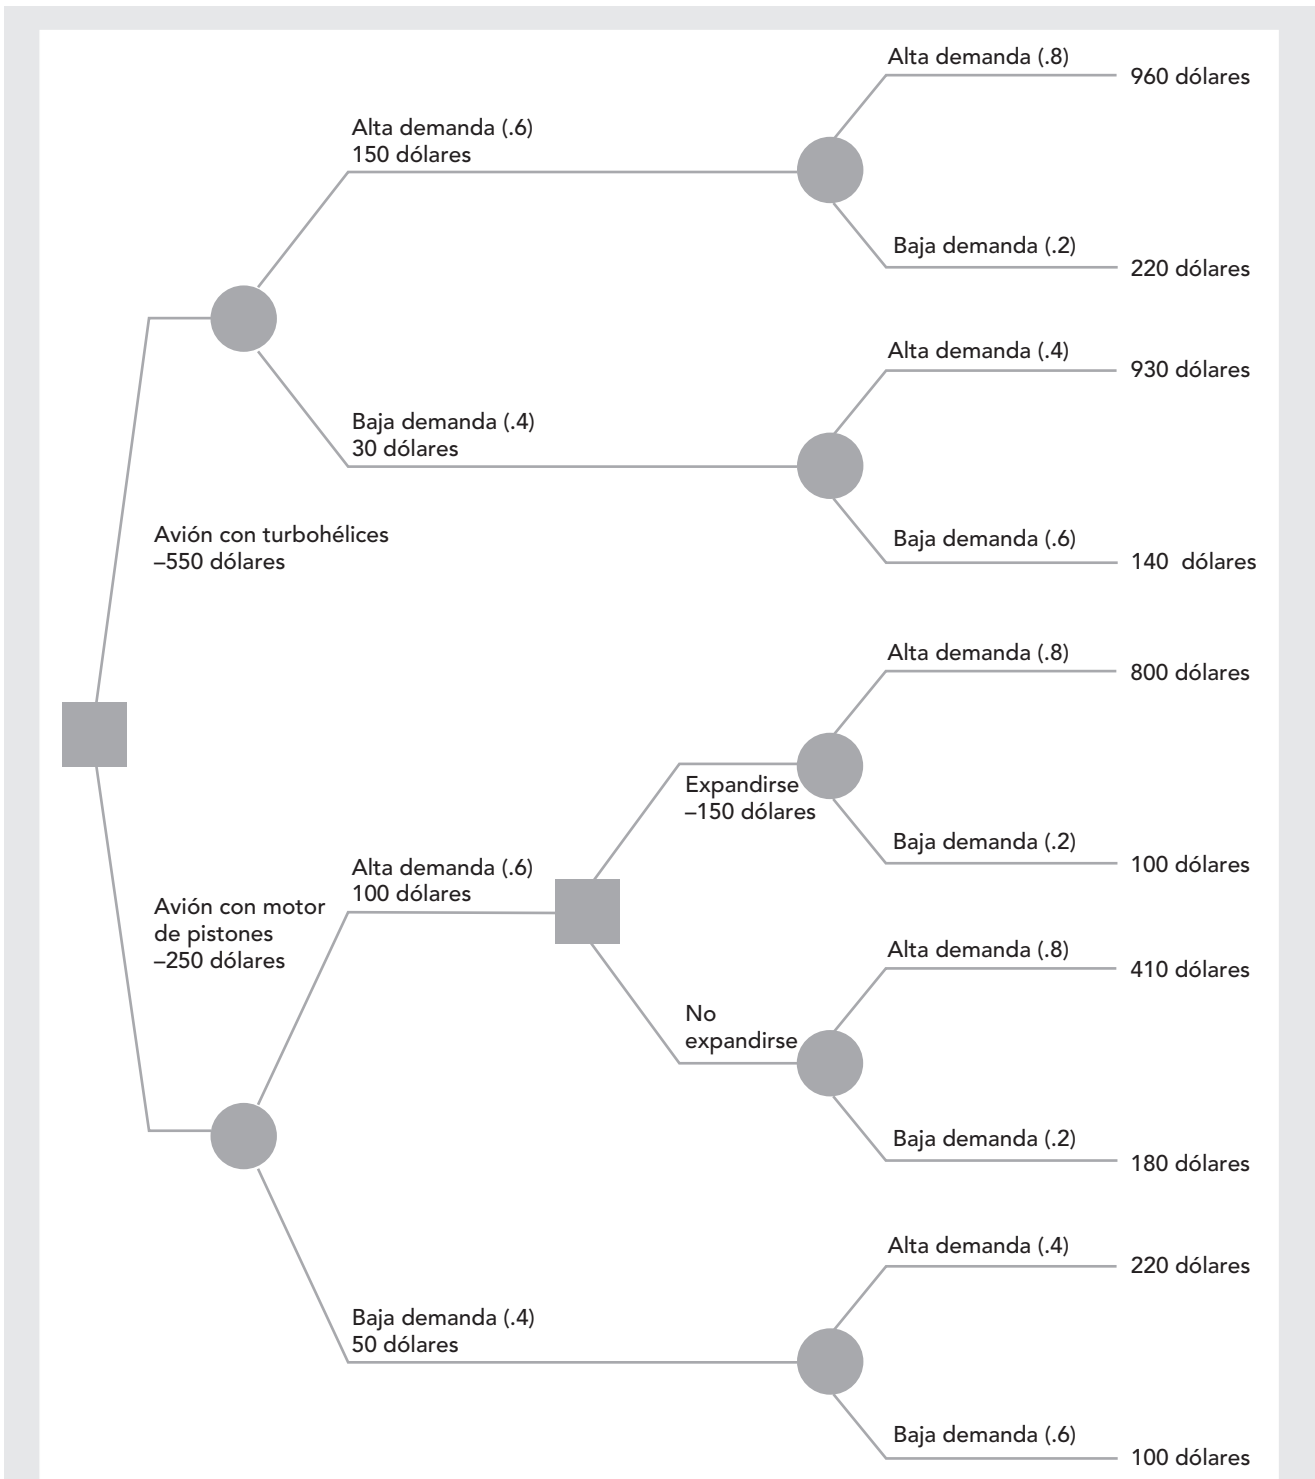 Alta demanda (.8)
960 dólares
Alta demanda (.6)
150 dólares
Baja demanda (.2)
220 dólares
Alta demanda (.4)
930 dólares
Baja demanda (.4)
30 dólares
Baja demanda (.6)
140 dólares
Avión con turbohélices
–550 dólares
Alta demanda (.8)
800 dólares
Expandirse
–150 dólares
Baja demanda (.2)
100 dólares
Alta demanda (.6)
100 dólares
Avión con motor
de pistones
–250 dólares
Alta demanda (.8)
410 dólares
No
expandirse
Baja demanda (.2)
180 dólares
Alta demanda (.4)
220 dólares
Baja demanda (.4)
50 dólares
Baja demanda (.6)
100 dólares